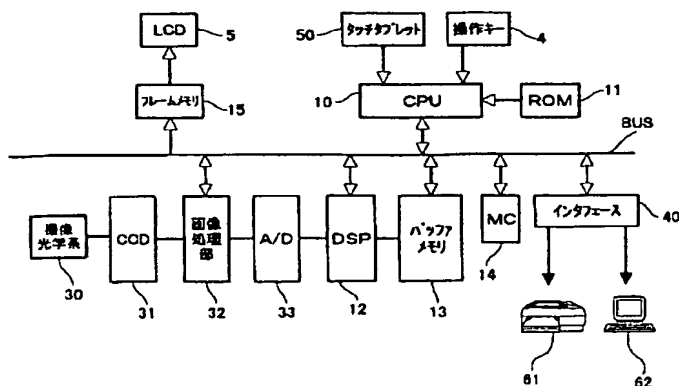 LCD
5
50
タッチタブレット
操作キー
4
フレームメモリ
15
10
CPU
ROM
11
BUS
撮像
光学系
30
CCD
31
画像
処理
部
32
A/D
33
DSP
12
バッファ
メモリ
13
MC
14
インタフェース
40
61
62